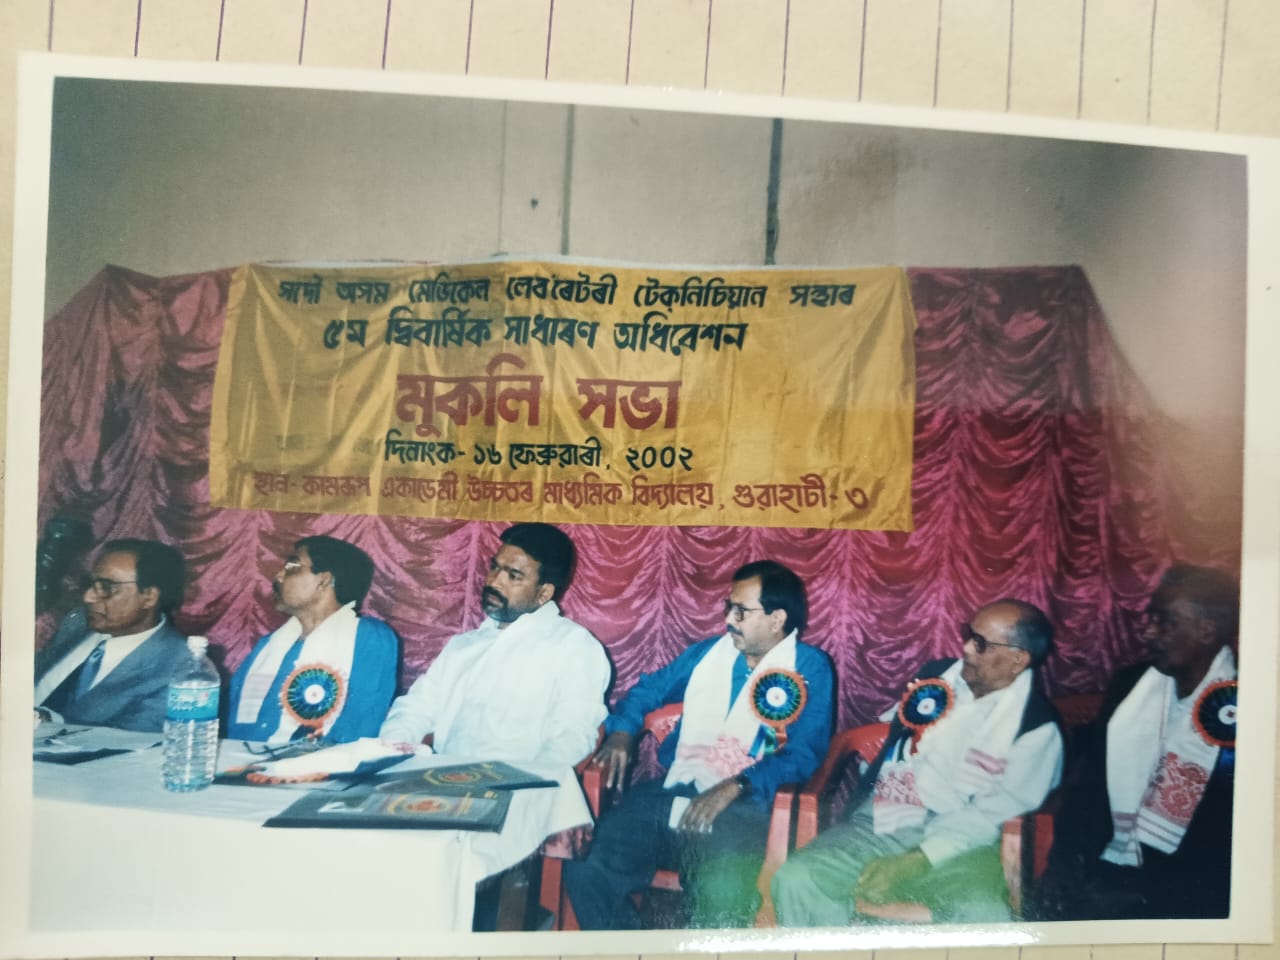 সদৌ অসম মেডিকেল লেবৰেটৰী টেক্‌নিচিয়ান সন্থাৰ
৫ম দ্বিবাৰ্ষিক সাধাৰণ অধিবেশন
মুকলি সভা
দিনাংক- ১৬ ফেব্ৰুৱাৰী, ২০০২
স্থান- কামৰূপ একাডেমী উচ্চতৰ মাধ্যমিক বিদ্যালয়, গুৱাহাটী- ৩